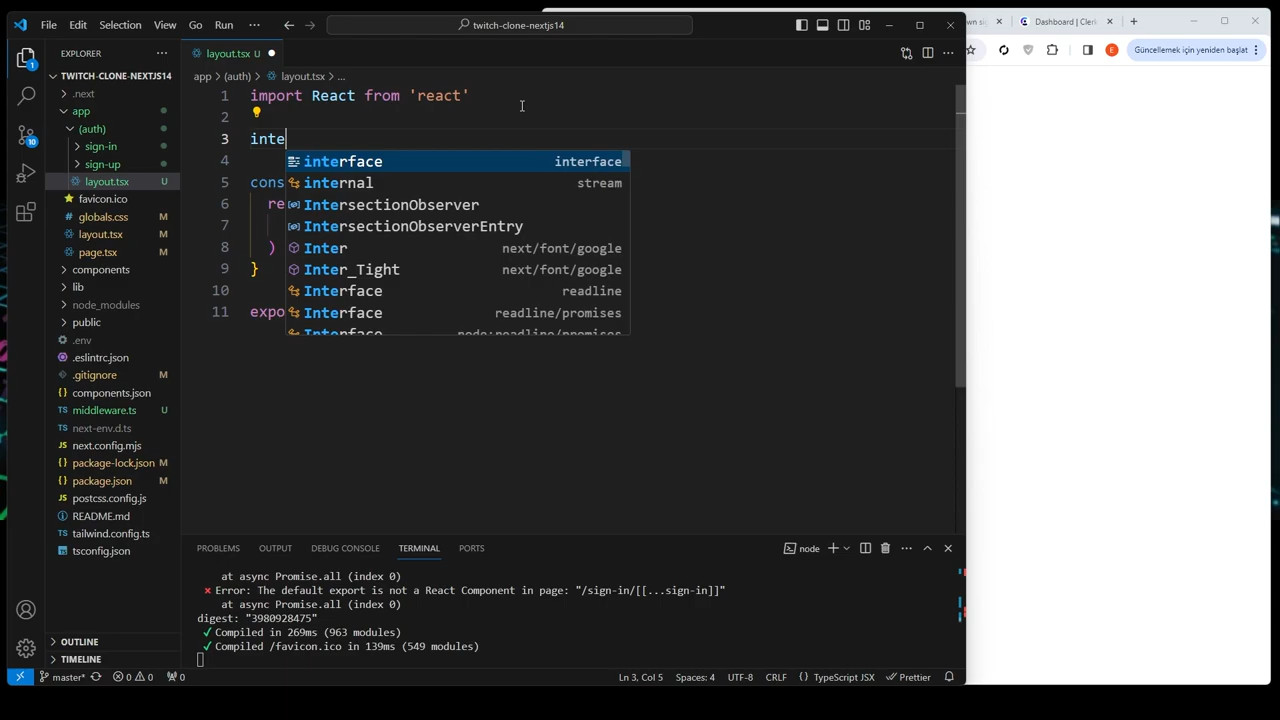 File Edit Selection View Go Run ··· twitch-clone-nextjs14
Dashboard | Cler
Güncellemek için yeniden başlat
E
EXPLORER ···
layout.tsx U
TWITCH-CLONE-NEXTJS14
app > (auth) > layout.tsx > ...
.next
app
(auth)
sign-in
sign-up
layout.tsx U
favicon.ico
globals.css M
layout.tsx M
page.tsx M
components
lib
node_modules
public
.env
.eslintrc.json
.gitignore M
components.json
middleware.ts U
next-env.d.ts
next.config.mjs
package-lock.json M
package.json M
postcss.config.js
README.md
tailwind.config.ts
tsconfig.json
OUTLINE
TIMELINE
1 import React from 'react'
2
3 inte
4
5 cons
6 re
7
8 )
9 }
10
11 expo
interface interface
internal stream
IntersectionObserver
IntersectionObserverEntry
Inter next/font/google
Inter_Tight next/font/google
Interface readline
Interface readline/promises
Interface node:readline/promises
PROBLEMS OUTPUT DEBUG CONSOLE TERMINAL PORTS node
at async Promise.all (index 0)
Error: The default export is not a React Component in page: "/sign-in/[[...sign-in]]"
at async Promise.all (index 0)
digest: "3980928475"
✓ Compiled in 269ms (963 modules)
✓ Compiled /favicon.ico in 139ms (549 modules)
1
10
master* 0 0 0 Ln 3, Col 5 Spaces: 4 UTF-8 CRLF {} TypeScript JSX Prettier